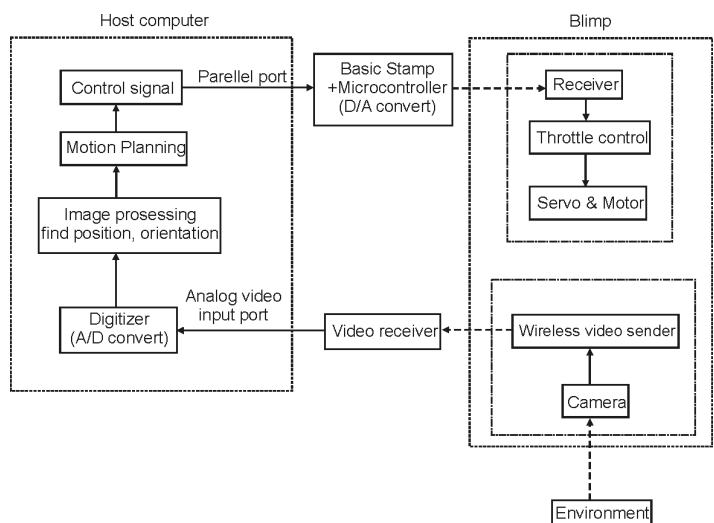 Host computer
Blimp
Control signal
Parellel port
Basic Stamp
+Microcontroller
(D/A convert)
Receiver
Motion Planning
Throttle control
Image prosessing
find position, orientation
Servo & Motor
Analog video
input port
Digitizer
(A/D convert)
Video receiver
Wireless video sender
Camera
Environment